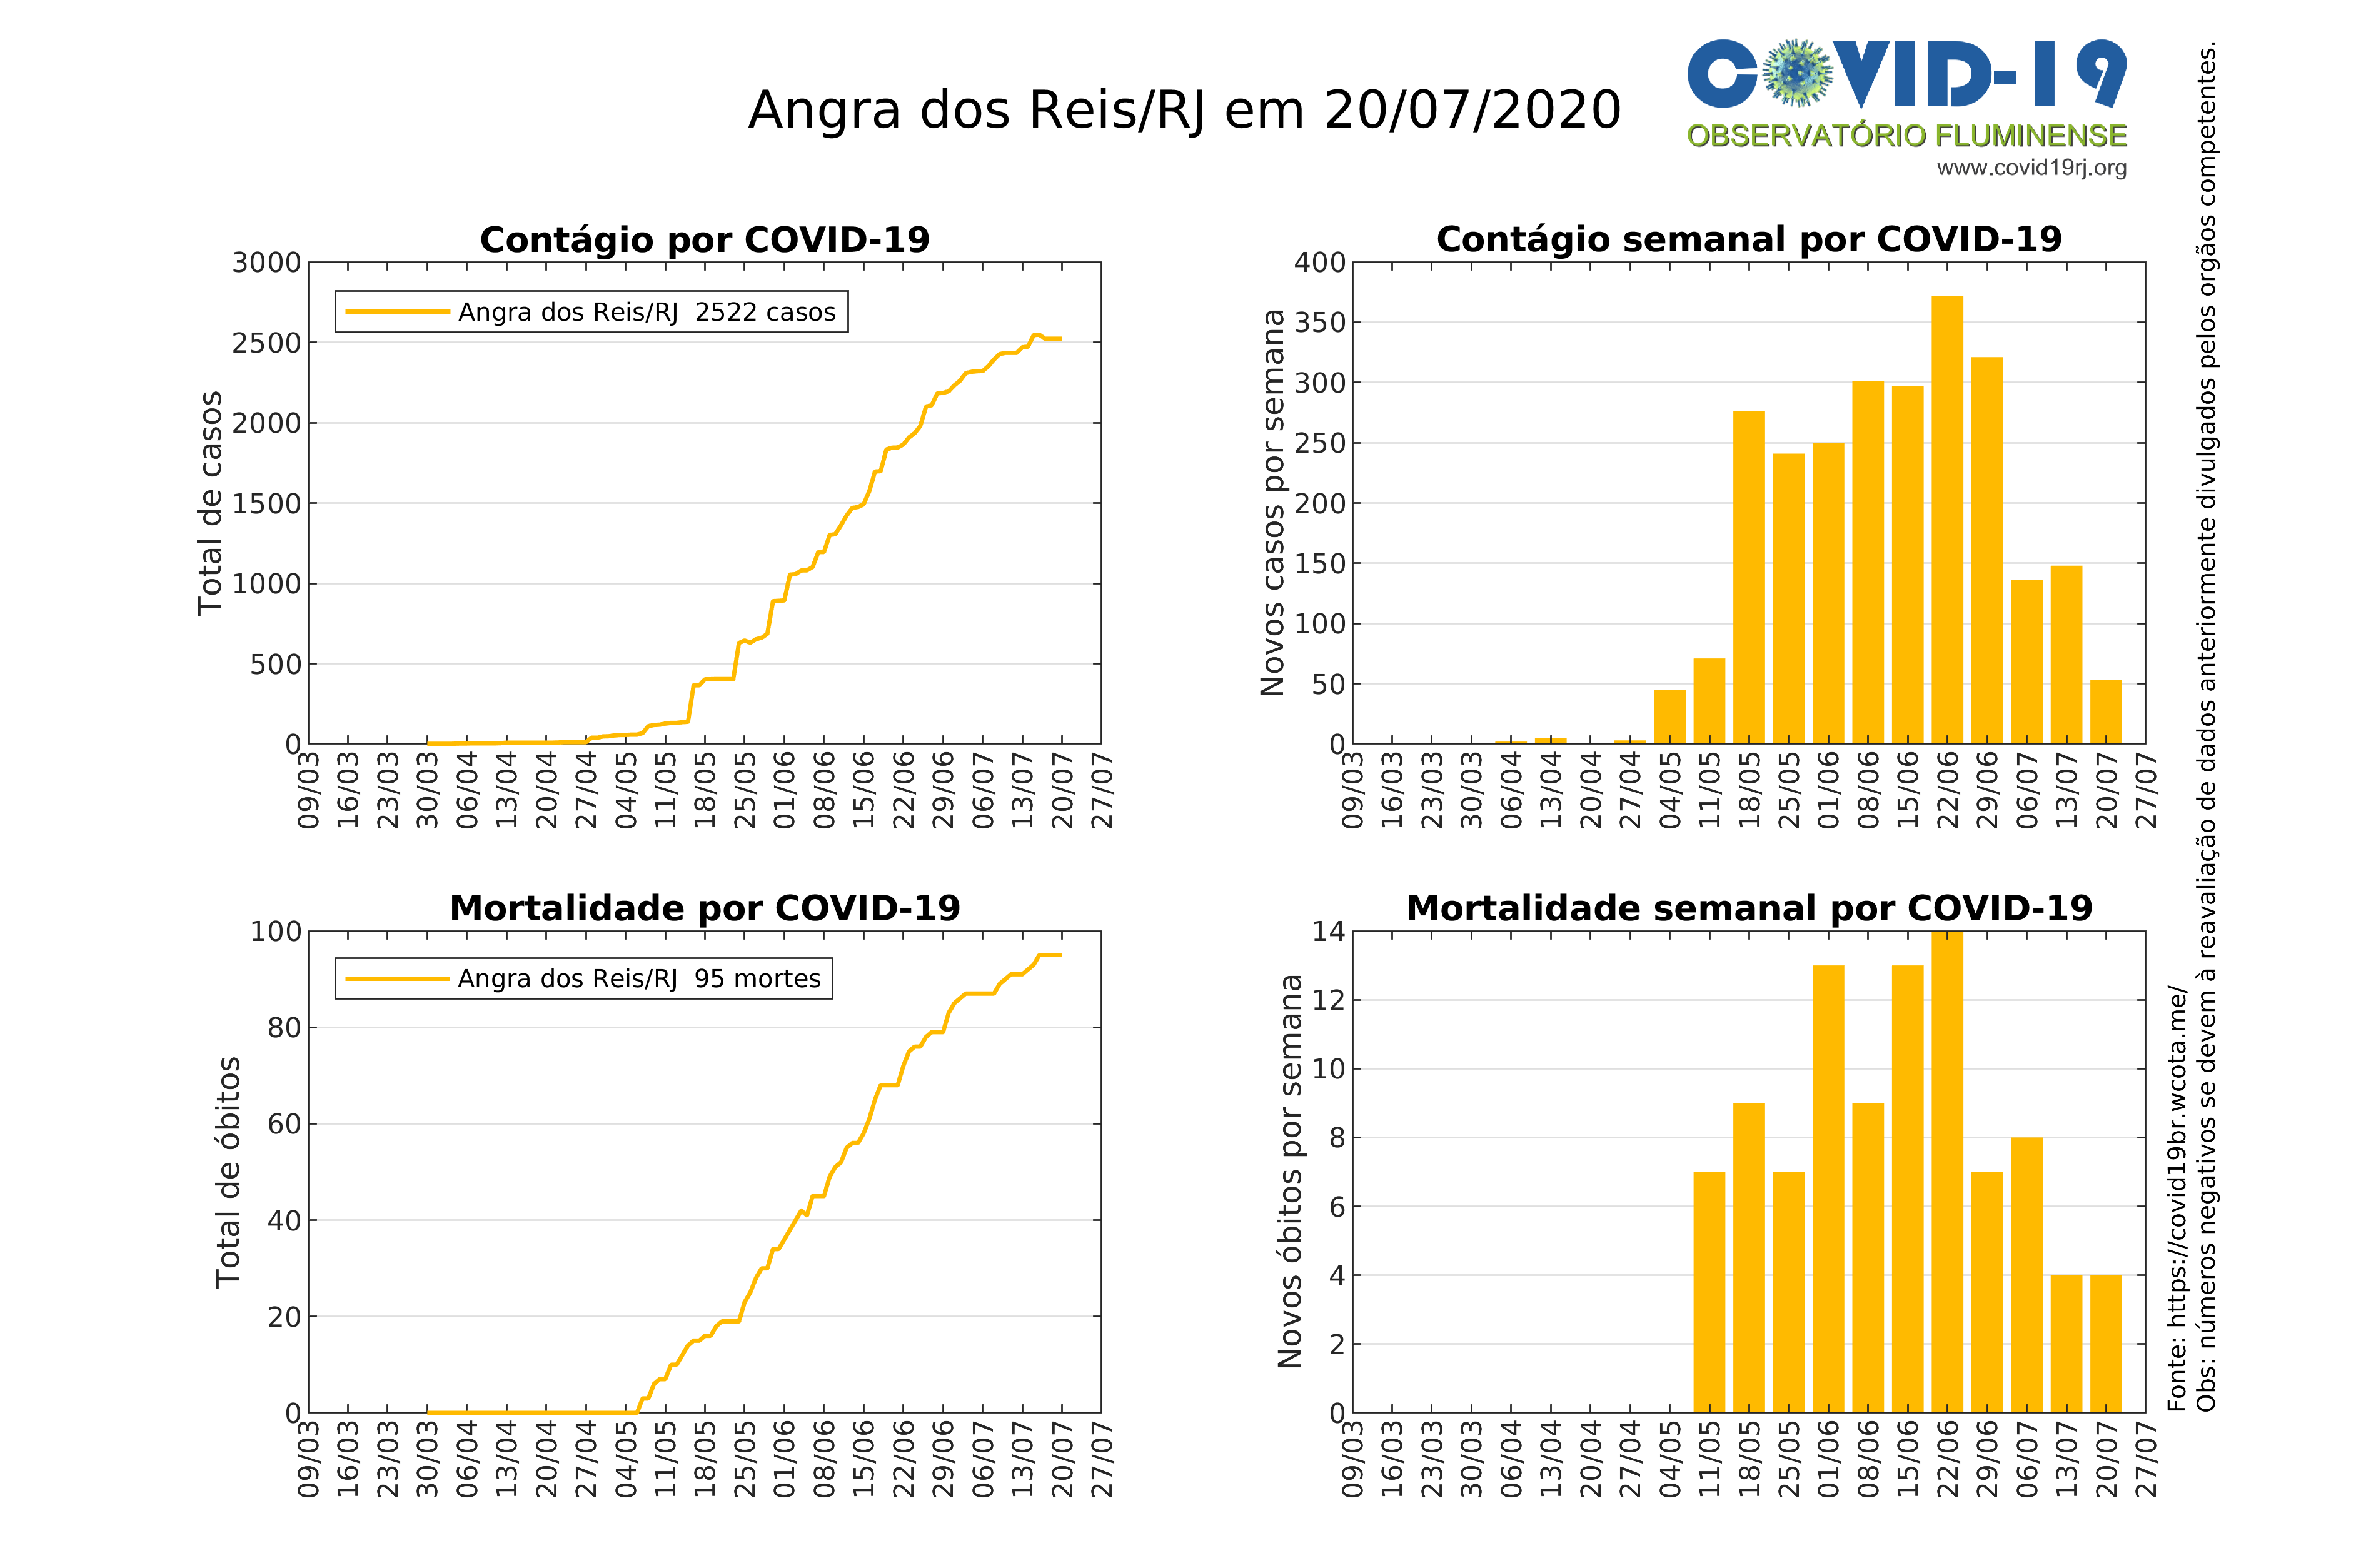 Angra dos Reis/RJ em 20/07/2020
COVID-19
OBSERVATÓRIO FLUMINENSE
www.covid19rj.org
Contágio por COVID-19
Total de casos
3000
2500
2000
1500
1000
500
0
Angra dos Reis/RJ 2522 casos
09/03 16/03 23/03 30/03 06/04 13/04 20/04 27/04 04/05 11/05 18/05 25/05 01/06 08/06 15/06 22/06 29/06 06/07 13/07 20/07 27/07
Contágio semanal por COVID-19
Novos casos por semana
400
350
300
250
200
150
100
50
0
09/03 16/03 23/03 30/03 06/04 13/04 20/04 27/04 04/05 11/05 18/05 25/05 01/06 08/06 15/06 22/06 29/06 06/07 13/07 20/07 27/07
Mortalidade por COVID-19
Total de óbitos
100
80
60
40
20
0
Angra dos Reis/RJ 95 mortes
09/03 16/03 23/03 30/03 06/04 13/04 20/04 27/04 04/05 11/05 18/05 25/05 01/06 08/06 15/06 22/06 29/06 06/07 13/07 20/07 27/07
Mortalidade semanal por COVID-19
Novos óbitos por semana
14
12
10
8
6
4
2
0
09/03 16/03 23/03 30/03 06/04 13/04 20/04 27/04 04/05 11/05 18/05 25/05 01/06 08/06 15/06 22/06 29/06 06/07 13/07 20/07 27/07
Fonte: https://covid19br.wcota.me/
Obs: números negativos se devem à reavaliação de dados anteriormente divulgados pelos orgãos competentes.